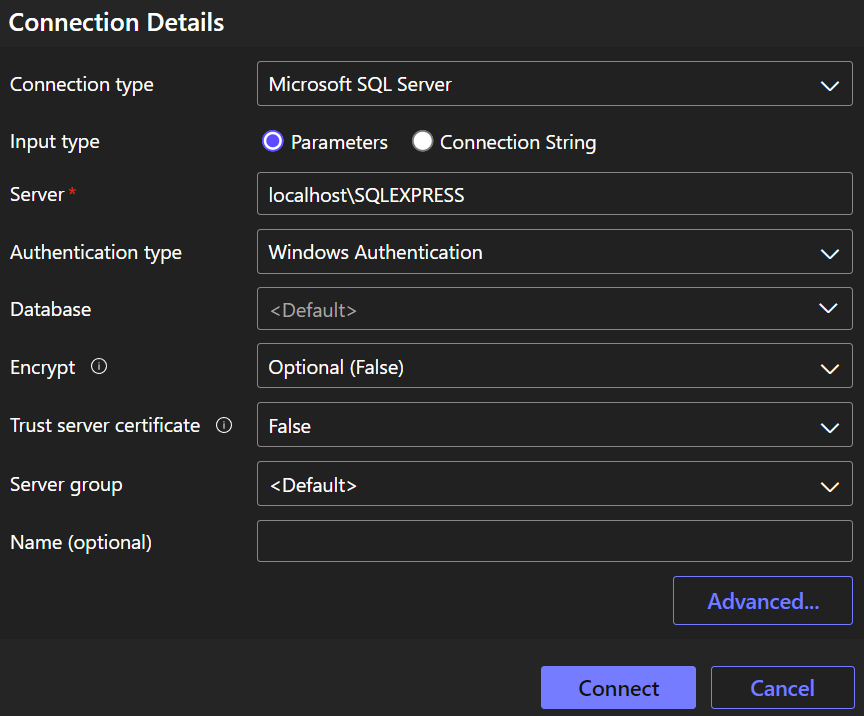 Connection Details
Connection type Microsoft SQL Server
Input type Parameters Connection String
Server * localhost\SQLEXPRESS
Authentication type Windows Authentication
Database <Default>
Encrypt Optional (False)
Trust server certificate False
Server group <Default>
Name (optional)
Advanced...
Connect Cancel